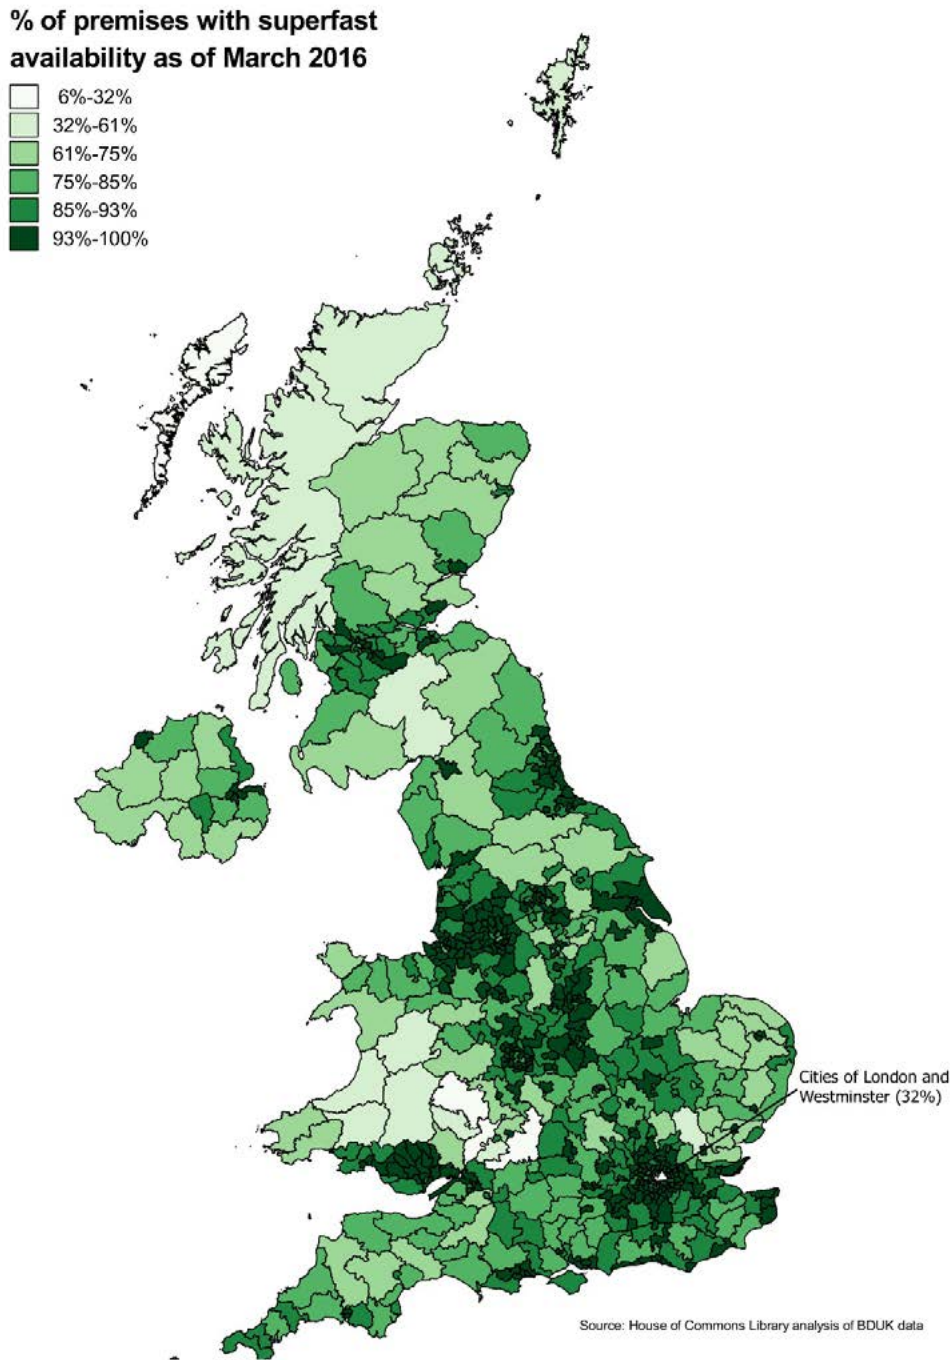 % of premises with superfast
availability as of March 2016
6%-32%
32%-61%
61%-75%
75%-85%
85%-93%
93%-100%
Cities of London and
Westminster (32%)
Source: House of Commons Library analysis of BDUK data